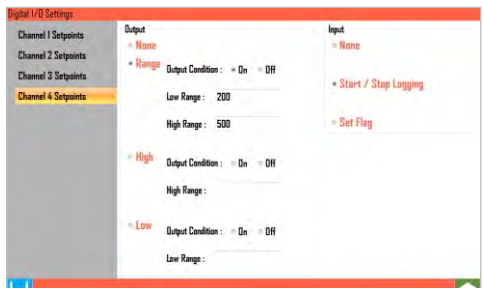 Digital I/O Settings
Channel 1 Setpoints
Channel 2 Setpoints
Channel 3 Setpoints
Channel 4 Setpoints
Output
None
Range
Output Condition : On Off
Low Range : 200
High Range : 500
High
Output Condition : On Off
High Range :
Low
Output Condition : On Off
Low Range :
Input
None
Start / Stop Logging
Set Flag